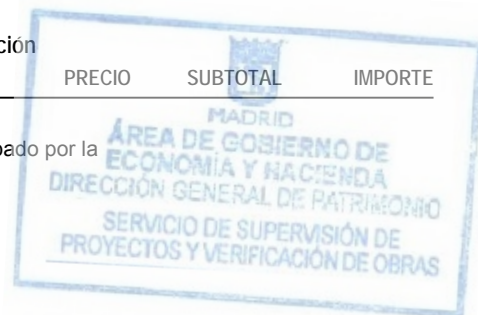 ción
PRECIO SUBTOTAL IMPORTE
MADRID
bado por la
ÁREA DE GOBIERNO DE
ECONOMÍA Y HACIENDA
DIRECCIÓN GENERAL DE PATRIMONIO
SERVICIO DE SUPERVISIÓN DE
PROYECTOS Y VERIFICACIÓN DE OBRAS